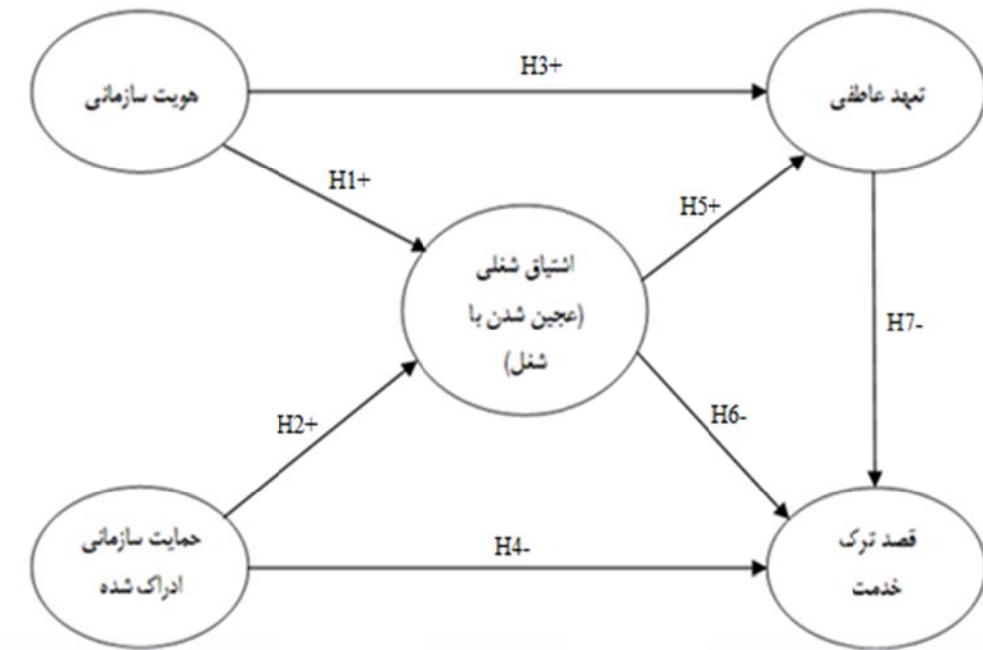 هویت سازمانی
H3+
تعهد عاطفی
H1+
H5+
اشتیاق شغلی
(عجین شدن با
شغل)
H7-
H2+
H6-
حمایت سازمانی
ادراک شده
H4-
قصد ترک
خدمت